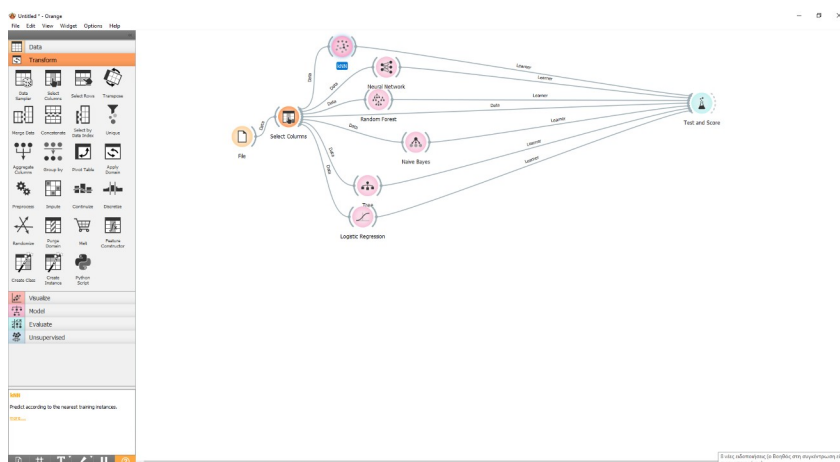 Untitled * - Orange
File Edit View Widget Options Help
Data
Transform
Data Sampler
Select Columns
Select Rows
Transpose
Merge Data
Concatenate
Select by Data Index
Unique
Aggregate Columns
Group by
Pivot Table
Apply Domain
Preprocess
Impute
Continuize
Discretize
Randomize
Purge Domain
Melt
Feature Constructor
Create Class
Create Instance
Python Script
Visualize
Model
Evaluate
Unsupervised
kNN
Predict according to the nearest training instances.
more...
File
Data
Select Columns
Data
Data
Data
Data
Data
Data
kNN
Neural Network
Random Forest
Naive Bayes
Tree
Logistic Regression
Learner
Learner
Learner
Data
Learner
Learner
Learner
Test and Score